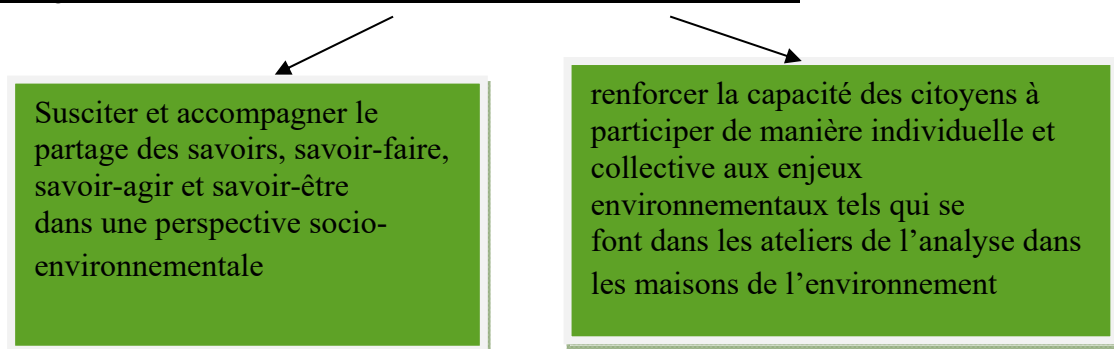 Susciter et accompagner le
partage des savoirs, savoir-faire,
savoir-agir et savoir-être
dans une perspective socio-
environnementale
renforcer la capacité des citoyens à
participer de manière individuelle et
collective aux enjeux
environnementaux tels qui se
font dans les ateliers de l’analyse dans
les maisons de l’environnement